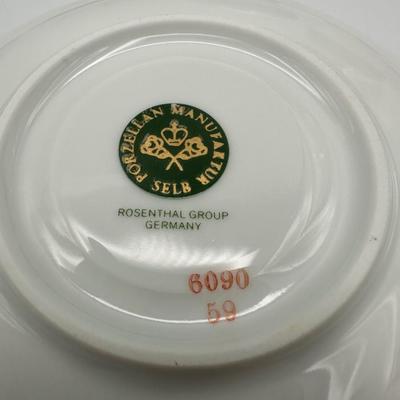 PORZELLAN MANUFAKTUR
SELB
ROSENTHAL GROUP
GERMANY
6090
59